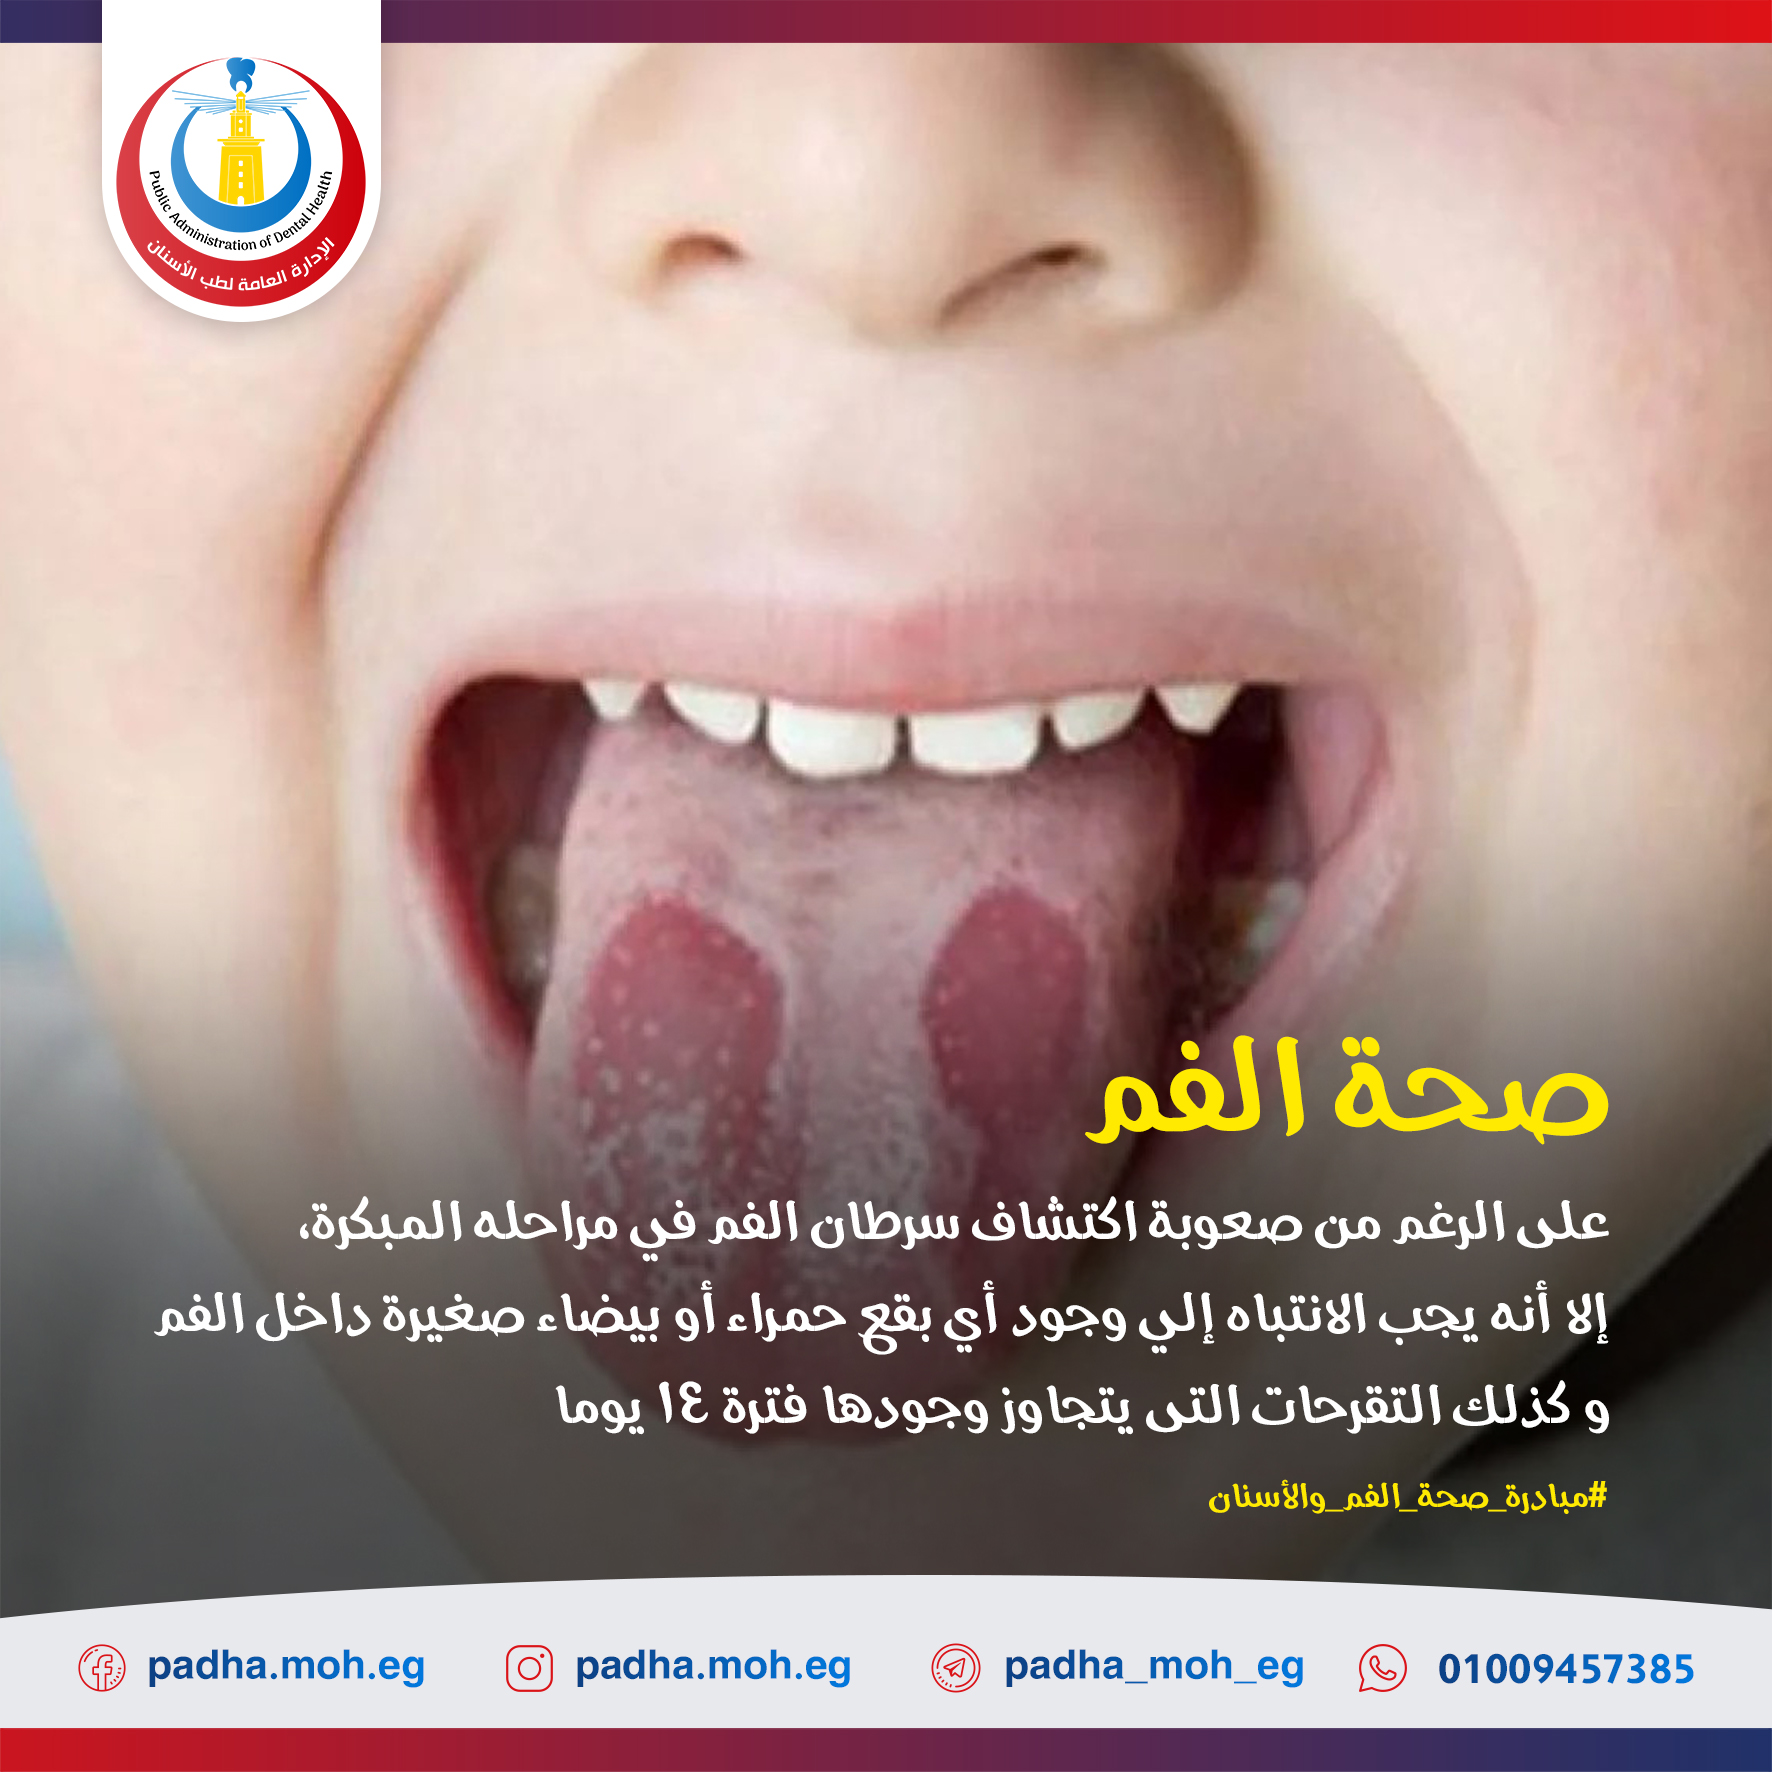 Public Administration of Dental Health
الإدارة العامة لطب الأسنان
صحة الفم
على الرغم من صعوبة اكتشاف سرطان الفم في مراحله المبكرة،
إلا أنه يجب الانتباه إلي وجود أي بقع حمراء أو بيضاء صغيرة داخل الفم
و كذلك التقرحات التى يتجاوز وجودها فترة ١٤ يوما
#مبادرة_صحة_الفم_والأسنان
padha.moh.eg
padha.moh.eg
padha_moh_eg
01009457385